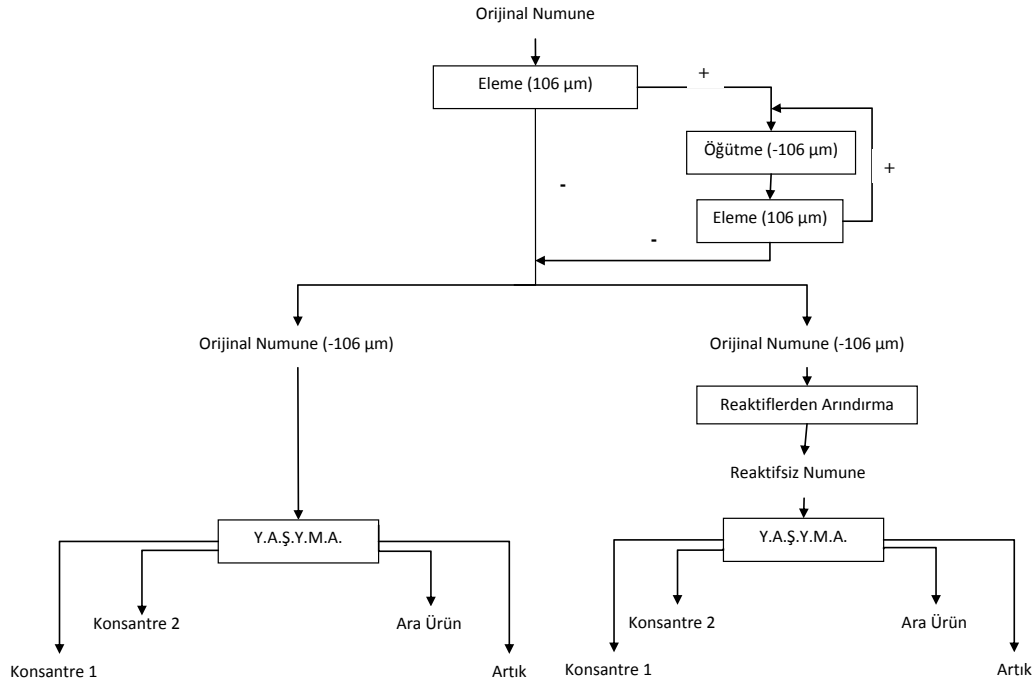 Orijinal Numune
Eleme (106 µm)
+
Öğütme (-106 µm)
+
-
Eleme (106 µm)
-
Orijinal Numune (-106 µm)
Orijinal Numune (-106 µm)
Reaktiflerden Arındırma
Reaktifsiz Numune
Y.A.Ş.Y.M.A.
Y.A.Ş.Y.M.A.
Konsantre 2
Ara Ürün
Konsantre 2
Ara Ürün
Konsantre 1
Artık
Konsantre 1
Artık